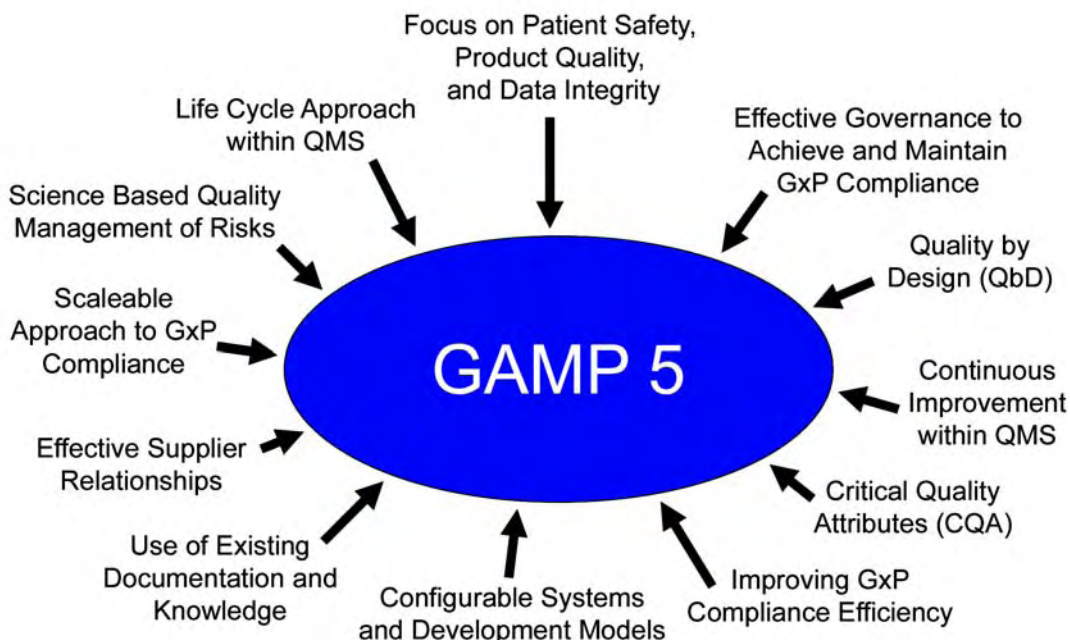 Focus on Patient Safety,
Product Quality,
and Data Integrity
Life Cycle Approach
within QMS
Effective Governance to
Achieve and Maintain
GxP Compliance
Science Based Quality
Management of Risks
Quality by
Design (QbD)
Scaleable
Approach to GxP
Compliance
GAMP 5
Continuous
Improvement
within QMS
Effective Supplier
Relationships
Critical Quality
Attributes (CQA)
Use of Existing
Documentation and
Knowledge
Configurable Systems
and Development Models
Improving GxP
Compliance Efficiency